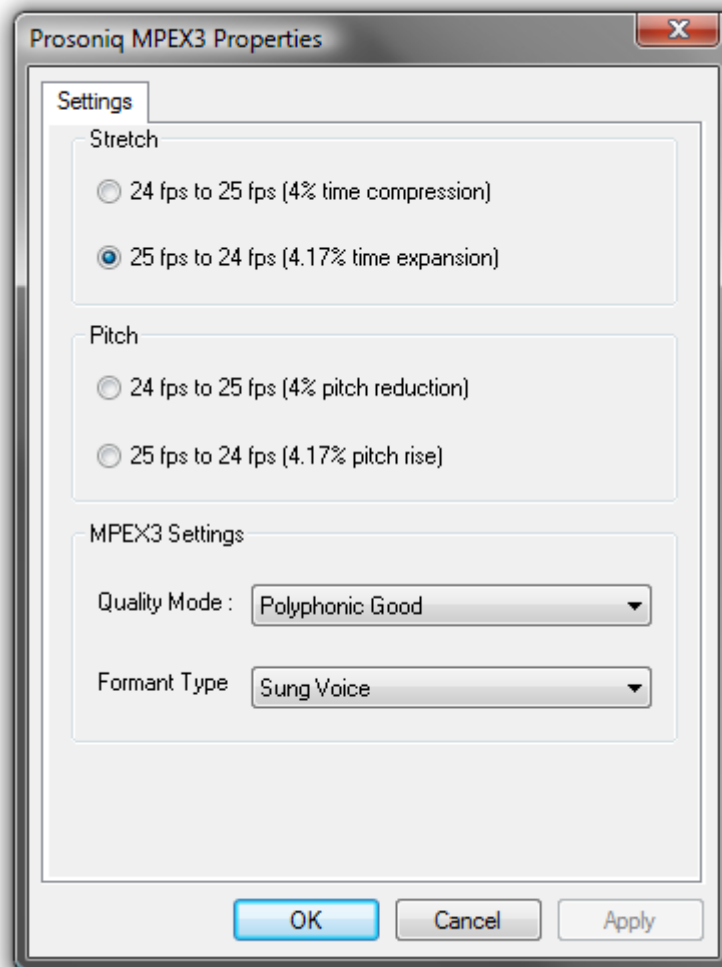 Prosoniq MPEX3 Properties
Settings
Stretch
24 fps to 25 fps (4% time compression)
25 fps to 24 fps (4.17% time expansion)
Pitch
24 fps to 25 fps (4% pitch reduction)
25 fps to 24 fps (4.17% pitch rise)
MPEX3 Settings
Quality Mode : Polyphonic Good
Formant Type Sung Voice
OK Cancel Apply